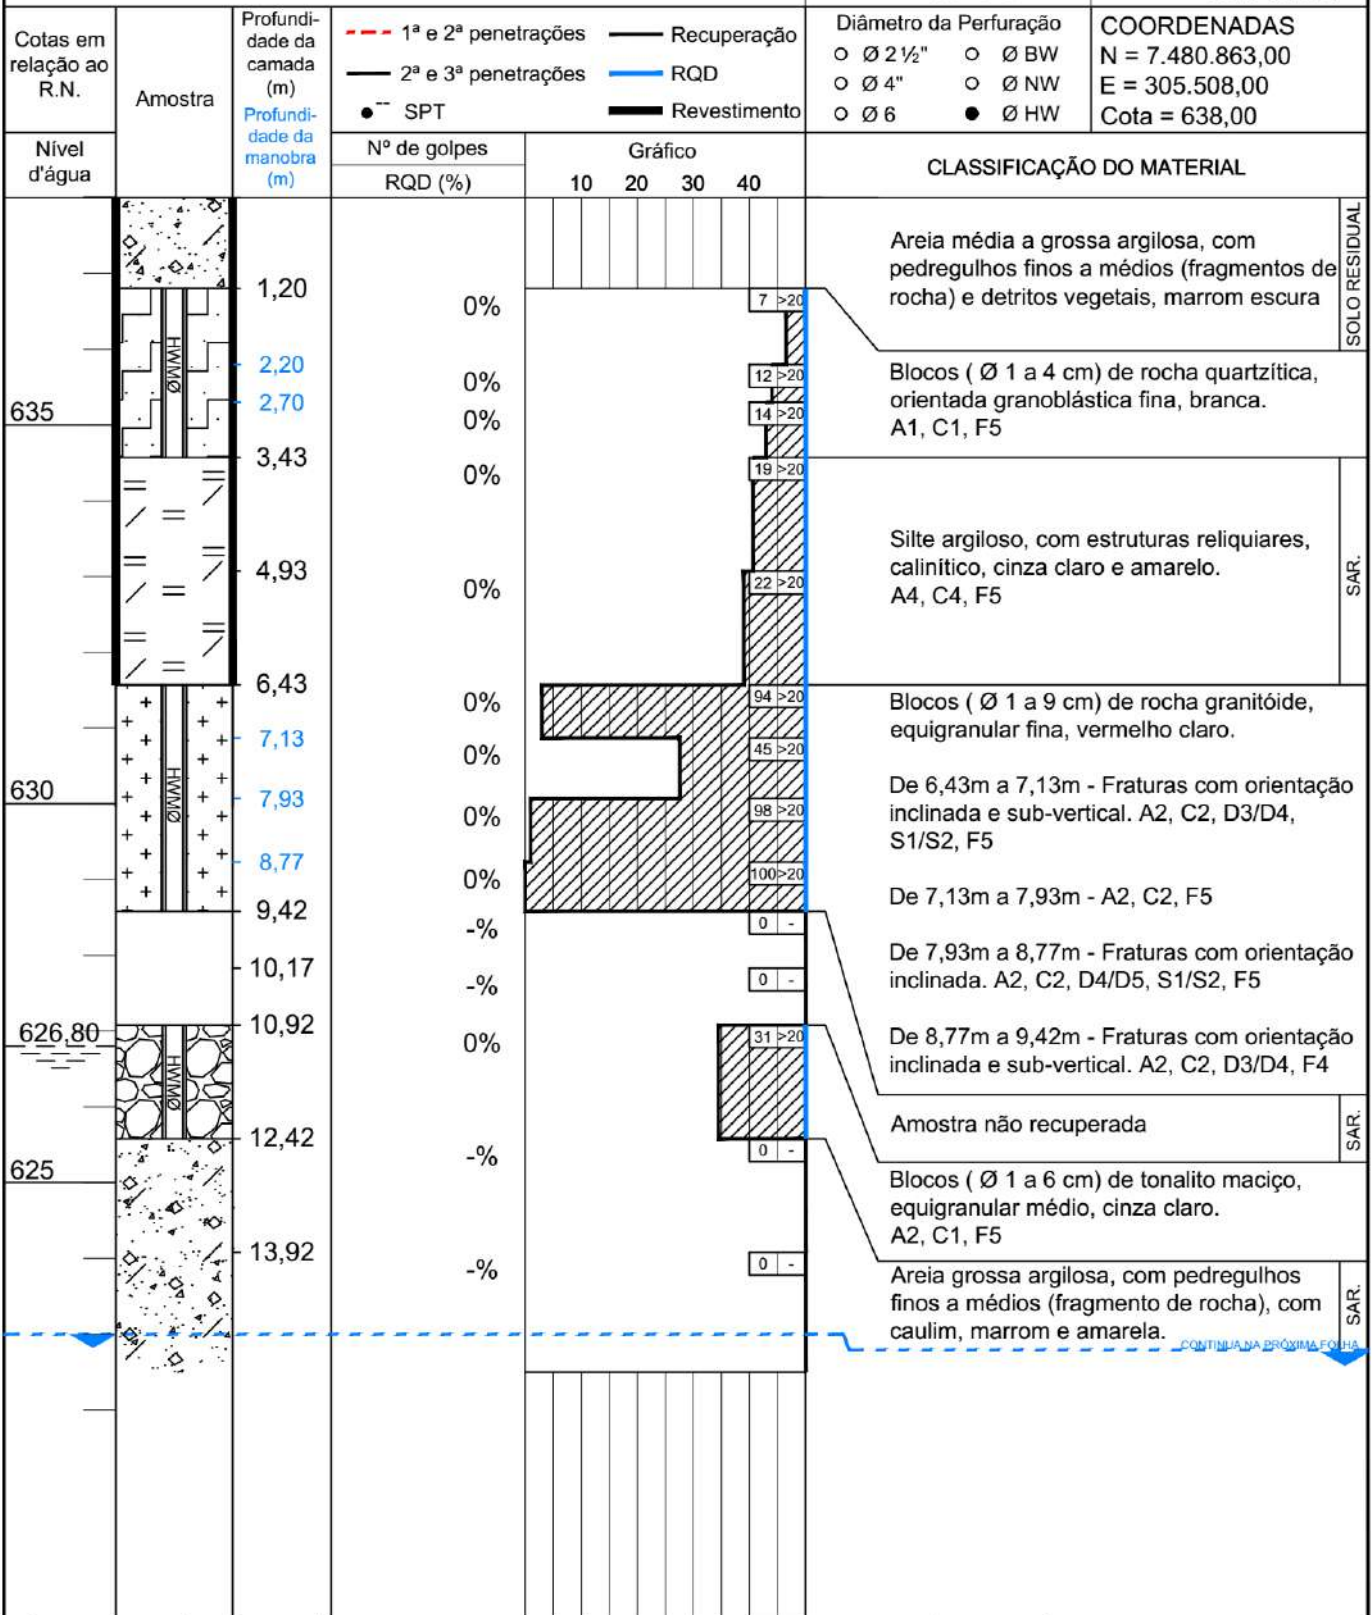 Cotas em
relação ao
R.N.
Nível
d'água
Amostra
Profundi-
dade da
camada
(m)
Profundi-
dade da
manobra
(m)
1ª e 2ª penetrações
2ª e 3ª penetrações
SPT
Recuperação
RQD
Revestimento
Nº de golpes
RQD (%)
Gráfico
10 20 30 40
Diâmetro da Perfuração
Ø 2 ½" Ø BW
Ø 4" Ø NW
Ø 6 Ø HW
COORDENADAS
N = 7.480.863,00
E = 305.508,00
Cota = 638,00
CLASSIFICAÇÃO DO MATERIAL
635
630
626,80
625
HWMØ
HWMØ
HWMØ
1,20
2,20
2,70
3,43
4,93
6,43
7,13
7,93
8,77
9,42
10,17
10,92
12,42
13,92
0%
0%
0%
0%
0%
0%
0%
0%
0%
-%
-%
0%
-%
-%
7 >20
12 >20
14 >20
19 >20
22 >20
94 >20
45 >20
98 >20
100 >20
0 -
0 -
31 >20
0 -
0 -
Areia média a grossa argilosa, com
pedregulhos finos a médios (fragmentos de
rocha) e detritos vegetais, marrom escura
SOLO RESIDUAL
Blocos ( Ø 1 a 4 cm) de rocha quartzítica,
orientada granoblástica fina, branca.
A1, C1, F5
Silte argiloso, com estruturas reliquiares,
calinítico, cinza claro e amarelo.
A4, C4, F5
SAR.
Blocos ( Ø 1 a 9 cm) de rocha granitóide,
equigranular fina, vermelho claro.
De 6,43m a 7,13m - Fraturas com orientação
inclinada e sub-vertical. A2, C2, D3/D4,
S1/S2, F5
De 7,13m a 7,93m - A2, C2, F5
De 7,93m a 8,77m - Fraturas com orientação
inclinada. A2, C2, D4/D5, S1/S2, F5
De 8,77m a 9,42m - Fraturas com orientação
inclinada e sub-vertical. A2, C2, D3/D4, F4
Amostra não recuperada
SAR.
Blocos ( Ø 1 a 6 cm) de tonalito maciço,
equigranular médio, cinza claro.
A2, C1, F5
Areia grossa argilosa, com pedregulhos
finos a médios (fragmento de rocha), com
caulim, marrom e amarela.
SAR.
CONTINUA NA PRÓXIMA FOLHA